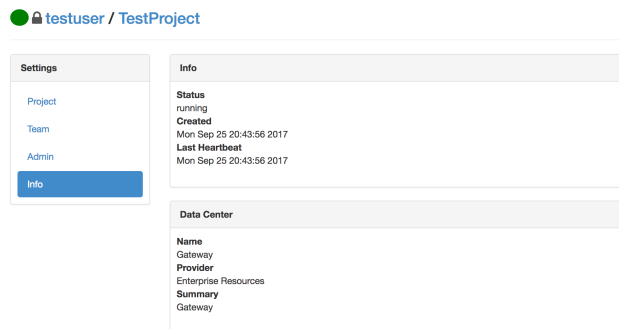 testuser / TestProject
Settings
Project
Team
Admin
Info
Info
Status
running
Created
Mon Sep 25 20:43:56 2017
Last Heartbeat
Mon Sep 25 20:43:56 2017
Data Center
Name
Gateway
Provider
Enterprise Resources
Summary
Gateway